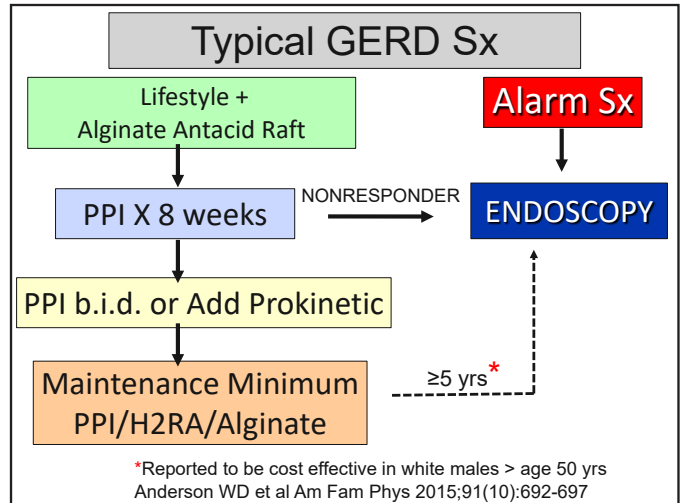 Typical GERD Sx
Lifestyle +
Alginate Antacid Raft
Alarm Sx
PPI X 8 weeks
NONRESPONDER
ENDOSCOPY
PPI b.i.d. or Add Prokinetic
Maintenance Minimum
PPI/H2RA/Alginate
≥5 yrs*
*Reported to be cost effective in white males > age 50 yrs
Anderson WD et al Am Fam Phys 2015;91(10):692-697